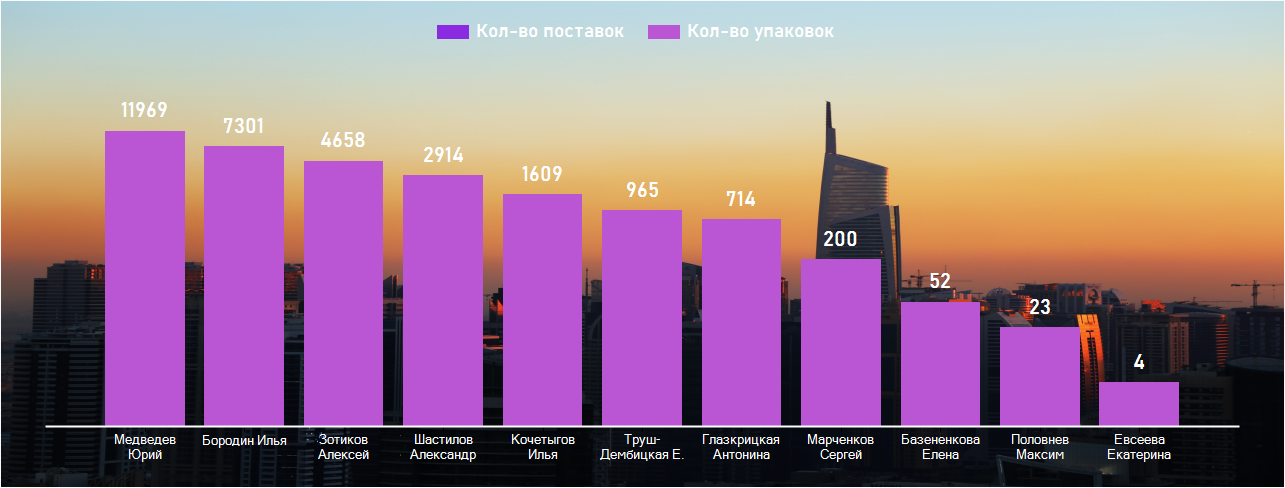 Кол-во поставок Кол-во упаковок
11969
7301
4658
2914
1609
965
714
200
52
23
4
Медведев
Юрий
Бородин Илья
Зотиков
Алексей
Шастилов
Александр
Кочетыгов
Илья
Труш-
Дембицкая Е.
Глазкрицкая
Антонина
Марченков
Сергей
Базененкова
Елена
Половнев
Максим
Евсеева
Екатерина